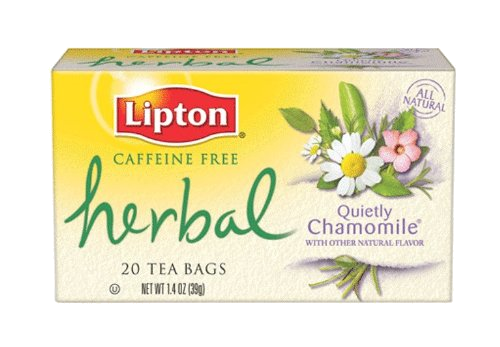 Lipton®
CAFFEINE FREE
herbal
20 TEA BAGS
U NET WT 1.4 OZ (39g)
ALL
NATURAL
Quietly
Chamomile®
WITH OTHER NATURAL FLAVOR
herbal